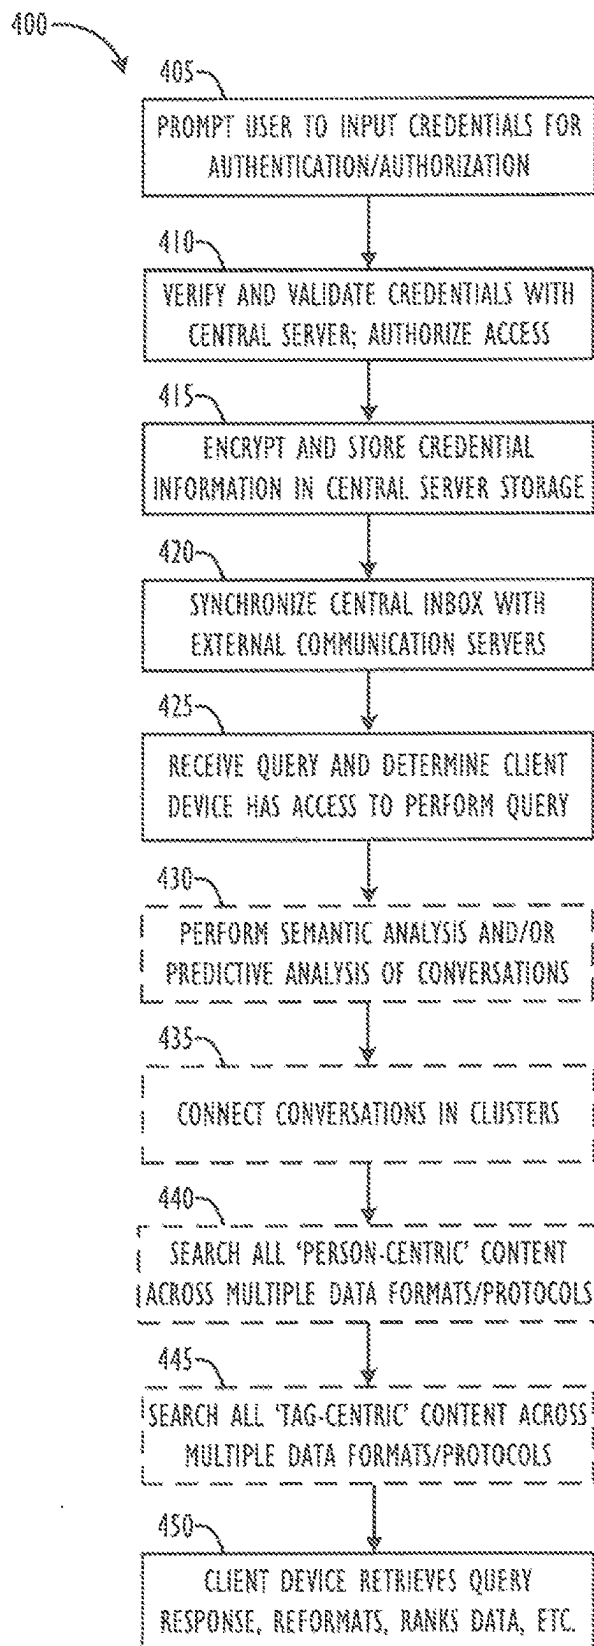 400
405
PROMPT USER TO INPUT CREDENTIALS FOR
AUTHENTICATION/AUTHORIZATION
410
VERIFY AND VALIDATE CREDENTIALS WITH
CENTRAL SERVER; AUTHORIZE ACCESS
415
ENCRYPT AND STORE CREDENTIAL
INFORMATION IN CENTRAL SERVER STORAGE
420
SYNCHRONIZE CENTRAL INBOX WITH
EXTERNAL COMMUNICATION SERVERS
425
RECEIVE QUERY AND DETERMINE CLIENT
DEVICE HAS ACCESS TO PERFORM QUERY
430
PERFORM SEMANTIC ANALYSIS AND/OR
PREDICTIVE ANALYSIS OF CONVERSATIONS
435
CONNECT CONVERSATIONS IN CLUSTERS
440
SEARCH ALL 'PERSON-CENTRIC' CONTENT
ACROSS MULTIPLE DATA FORMATS/PROTOCOLS
445
SEARCH ALL 'TAG-CENTRIC' CONTENT ACROSS
MULTIPLE DATA FORMATS/PROTOCOLS
450
CLIENT DEVICE RETRIEVES QUERY
RESPONSE, REFORMATS, RANKS DATA, ETC.